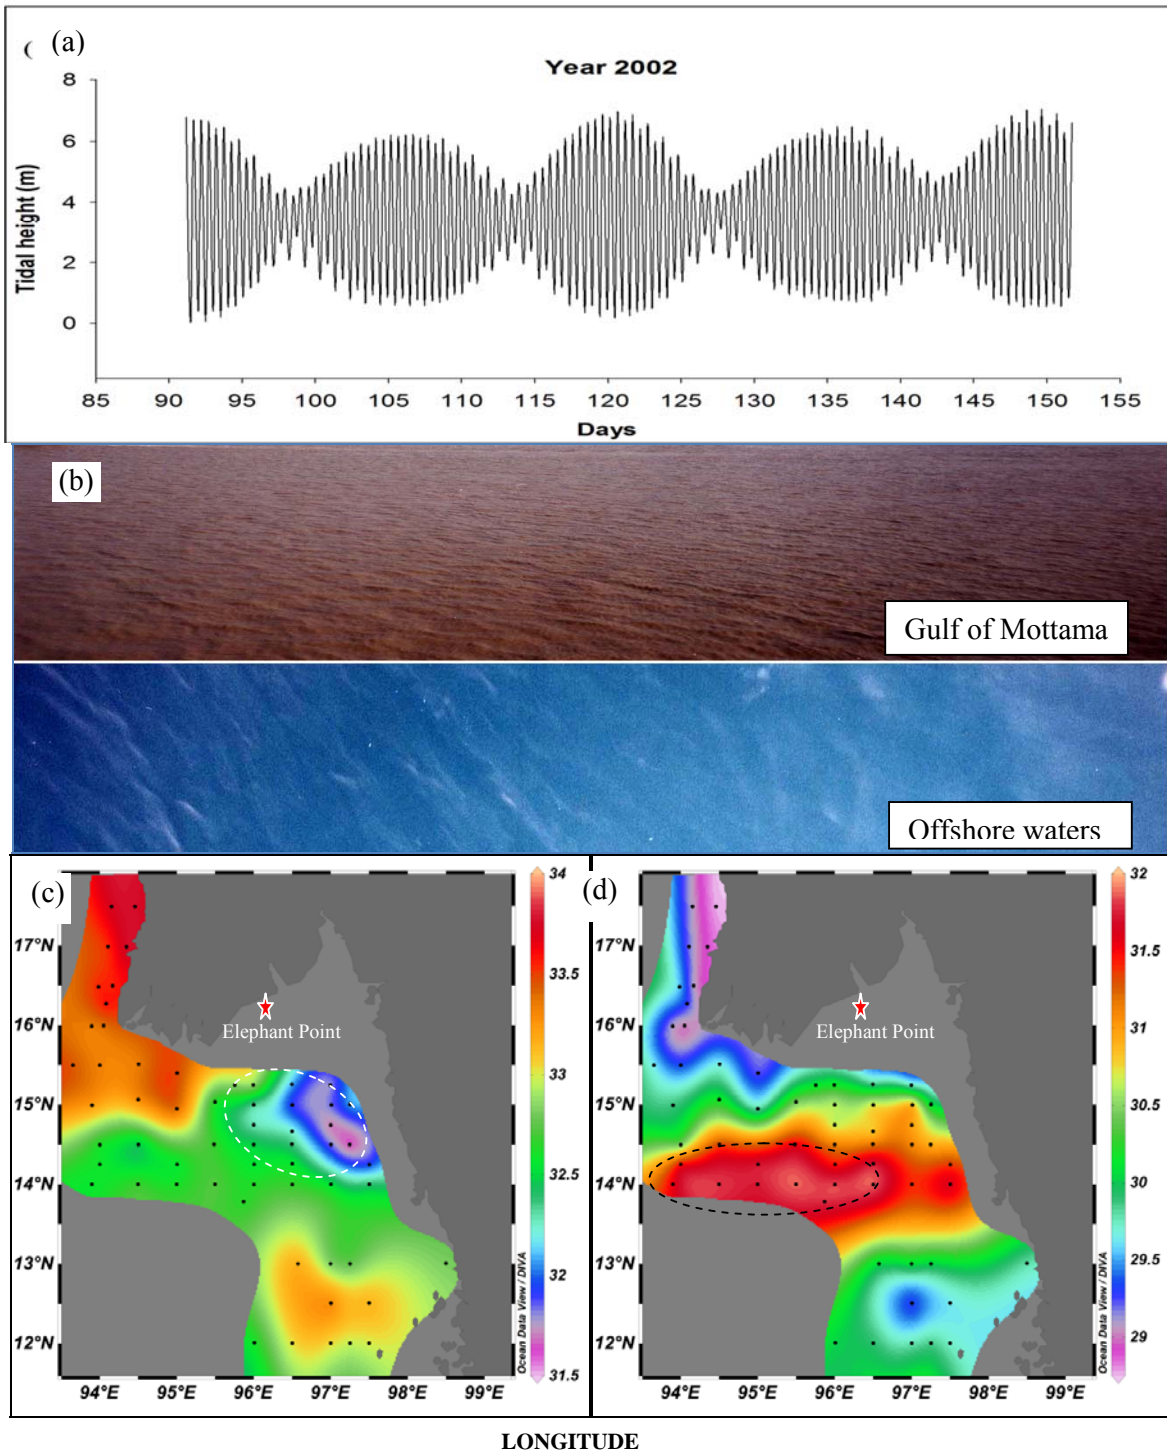 (a)
(
Year 2002
Tidal height (m)
8
6
4
2
0
85 90 95 100 105 110 115 120 125 130 135 140 145 150 155
Days
(b)
Gulf of Mottama
Offshore waters
(c)
17°N
16°N
15°N
14°N
13°N
12°N
Elephant Point
94°E 95°E 96°E 97°E 98°E 99°E
34
33.5
33
32.5
32
31.5
Ocean Data View / DIVA
(d)
17°N
16°N
15°N
14°N
13°N
12°N
Elephant Point
94°E 95°E 96°E 97°E 98°E 99°E
32
31.5
31
30.5
30
29.5
29
Ocean Data View / DIVA
LONGITUDE